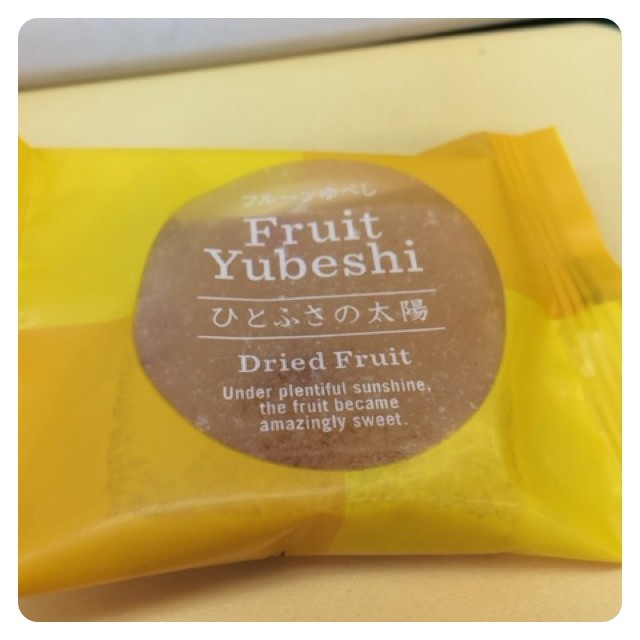 フルーツゆべし
Fruit
Yubeshi
ひとふさの太陽
Dried Fruit
Under plentiful sunshine,
the fruit became
amazingly sweet.